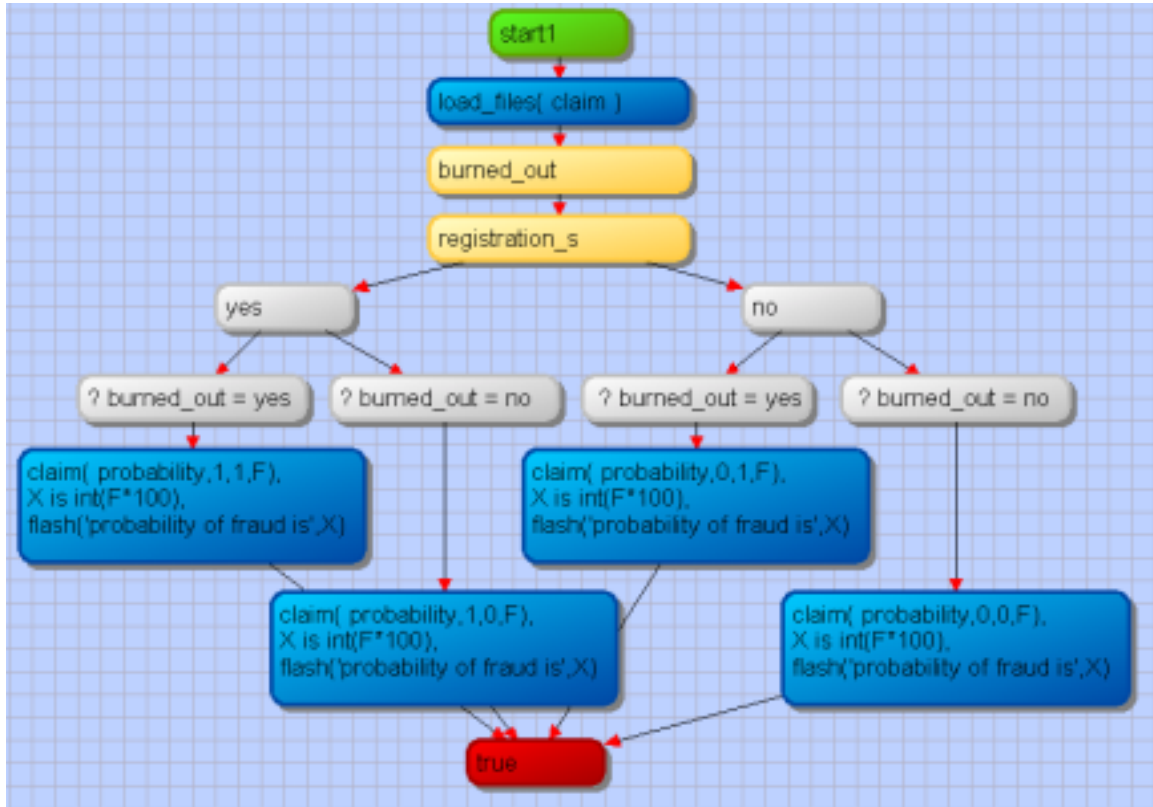 start1
load_files( claim )
burned_out
registration_s
yes
no
? burned_out = yes
? burned_out = no
? burned_out = yes
? burned_out = no
claim( probability,1,1,F),
X is int(F*100),
flash('probability of fraud is',X)
claim( probability,0,1,F),
X is int(F*100),
flash('probability of fraud is',X)
claim( probability,1,0,F),
X is int(F*100),
flash('probability of fraud is',X)
claim( probability,0,0,F),
X is int(F*100),
flash('probability of fraud is',X)
true